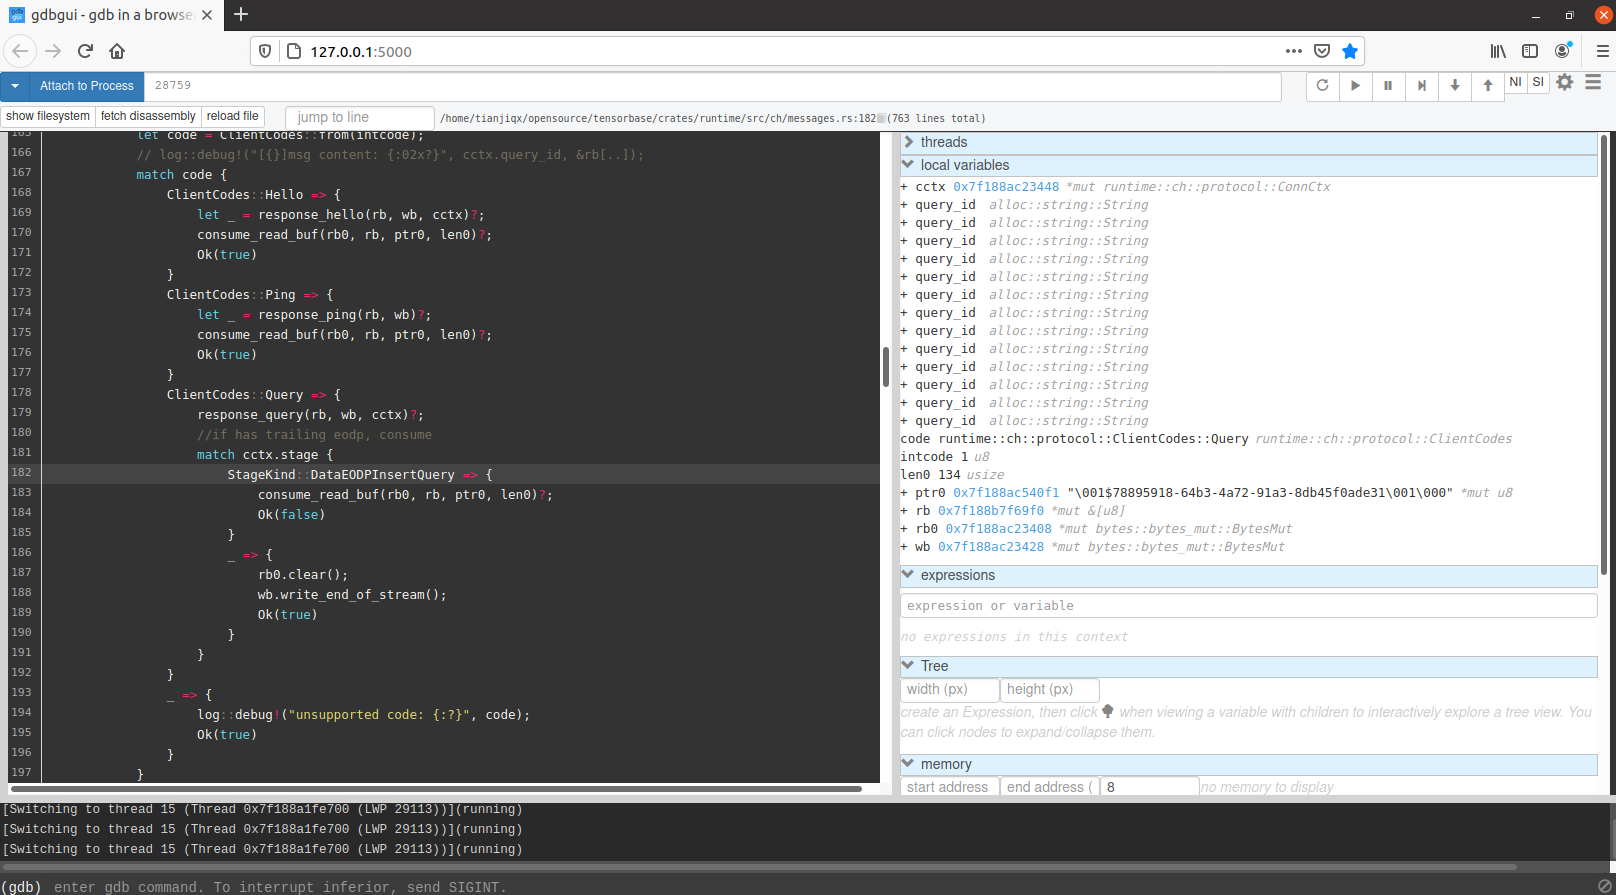 gdb gui gdbgui - gdb in a browse
127.0.0.1:5000
Attach to Process 28759 NI SI
show filesystem fetch disassembly reload file jump to line /home/tianjiqx/opensource/tensorbase/crates/runtime/src/ch/messages.rs:182 (763 lines total)
165 let code = ClientCodes::from(intcode);
166 // log::debug!("[{}]msg content: {:02x?}", cctx.query_id, &rb[..]);
167 match code {
168 ClientCodes::Hello => {
169 let _ = response_hello(rb, wb, cctx)?;
170 consume_read_buf(rb0, rb, ptr0, len0)?;
171 Ok(true)
172 }
173 ClientCodes::Ping => {
174 let _ = response_ping(rb, wb)?;
175 consume_read_buf(rb0, rb, ptr0, len0)?;
176 Ok(true)
177 }
178 ClientCodes::Query => {
179 response_query(rb, wb, cctx)?;
180 //if has trailing eodp, consume
181 match cctx.stage {
182 StageKind::DataEODPInsertQuery => {
183 consume_read_buf(rb0, rb, ptr0, len0)?;
184 Ok(false)
185 }
186 _ => {
187 rb0.clear();
188 wb.write_end_of_stream();
189 Ok(true)
190 }
191 }
192 }
193 _ => {
194 log::debug!("unsupported code: {:?}", code);
195 Ok(true)
196 }
197 }
threads
local variables
+ cctx 0x7f188ac23448 *mut runtime::ch::protocol::ConnCtx
+ query_id alloc::string::String
+ query_id alloc::string::String
+ query_id alloc::string::String
+ query_id alloc::string::String
+ query_id alloc::string::String
+ query_id alloc::string::String
+ query_id alloc::string::String
+ query_id alloc::string::String
+ query_id alloc::string::String
+ query_id alloc::string::String
+ query_id alloc::string::String
+ query_id alloc::string::String
+ query_id alloc::string::String
code runtime::ch::protocol::ClientCodes::Query runtime::ch::protocol::ClientCodes
intcode 1 u8
len0 134 usize
+ ptr0 0x7f188ac540f1 "\001$78895918-64b3-4a72-91a3-8db45f0ade31\001\000" *mut u8
+ rb 0x7f188b7f69f0 *mut &[u8]
+ rb0 0x7f188ac23408 *mut bytes::bytes_mut::BytesMut
+ wb 0x7f188ac23428 *mut bytes::bytes_mut::BytesMut
expressions
expression or variable
no expressions in this context
Tree
width (px) height (px)
create an Expression, then click when viewing a variable with children to interactively explore a tree view. You
can click nodes to expand/collapse them.
memory
start address end address ( 8 no memory to display
[Switching to thread 15 (Thread 0x7f188a1fe700 (LWP 29113))](running)
[Switching to thread 15 (Thread 0x7f188a1fe700 (LWP 29113))](running)
[Switching to thread 15 (Thread 0x7f188a1fe700 (LWP 29113))](running)
(gdb) enter gdb command. To interrupt inferior, send SIGINT.